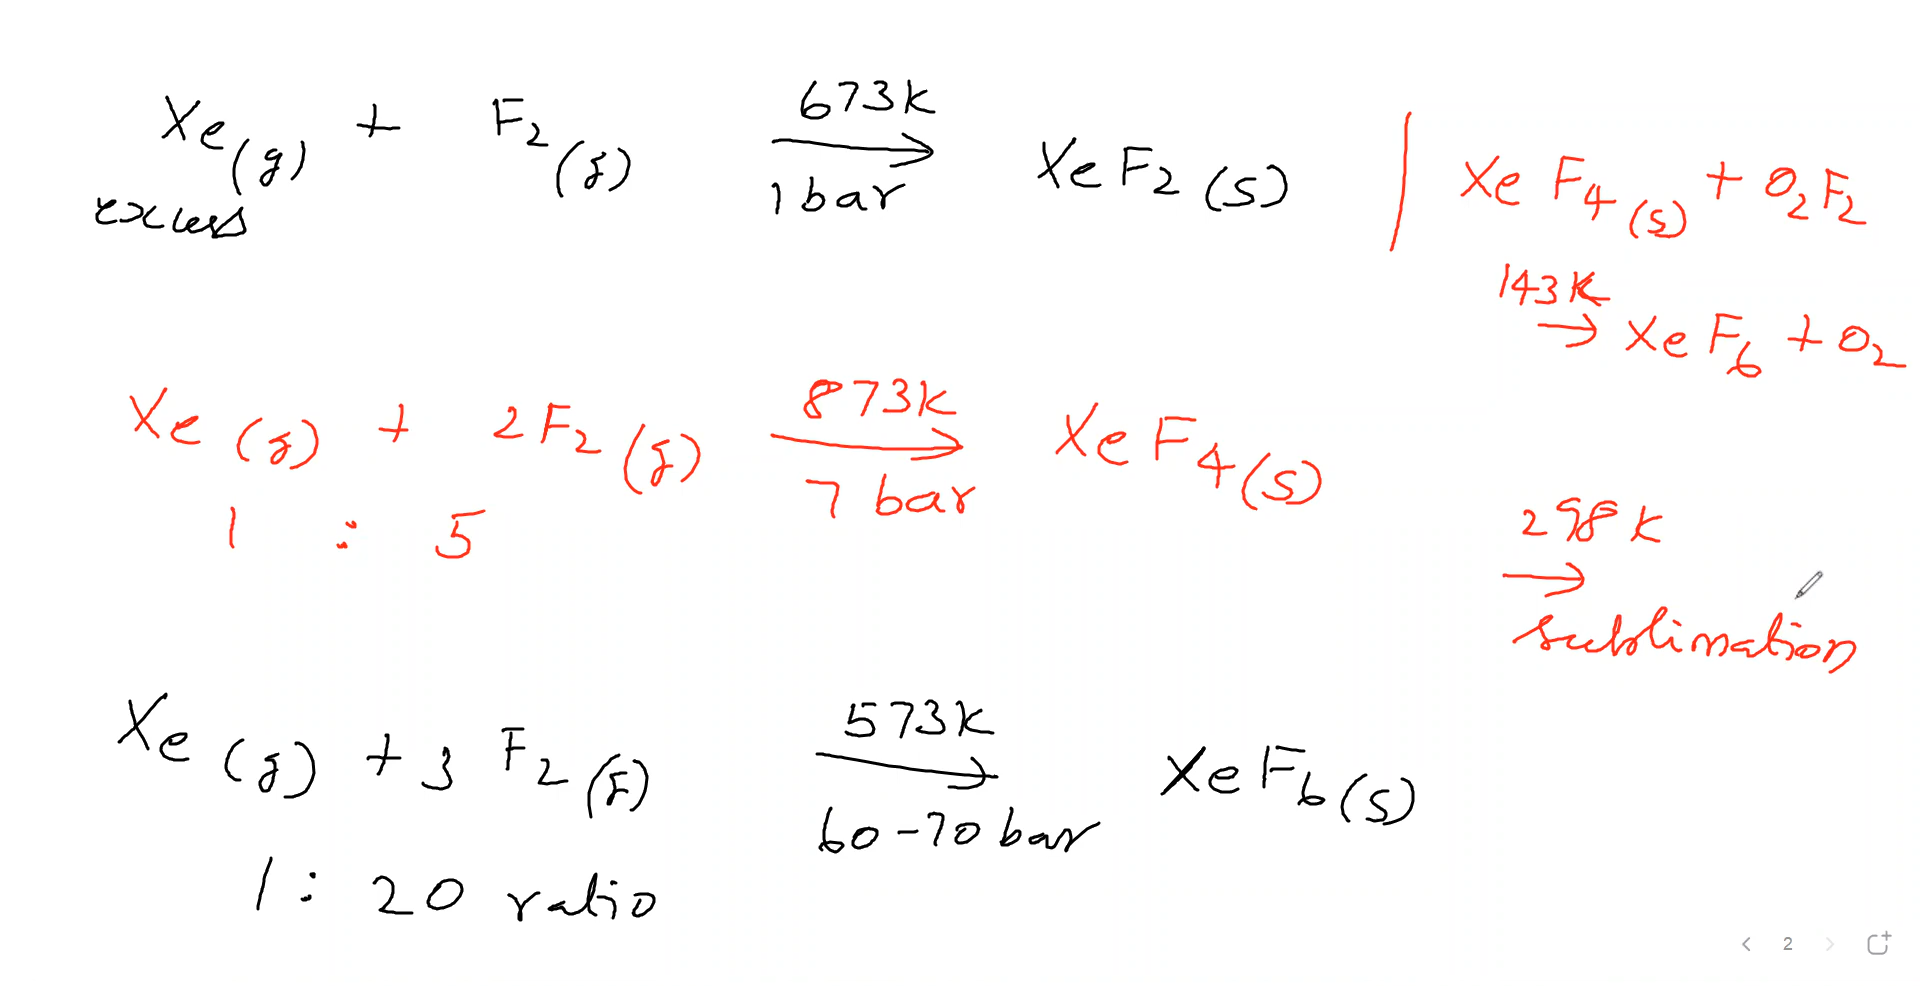 Xe(g) + F2(g) 673K → 1 bar XeF2(s)
excess
| XeF4(s) + O2F2
143K → XeF6 + O2
Xe(g) + 2F2(g) 873K → 7 bar XeF4(s)
1 : 5
298K
→
sublimation
Xe(g) + 3F2(g) 573K → 60-70 bar XeF6(s)
1 : 20 ratio
< 2 >